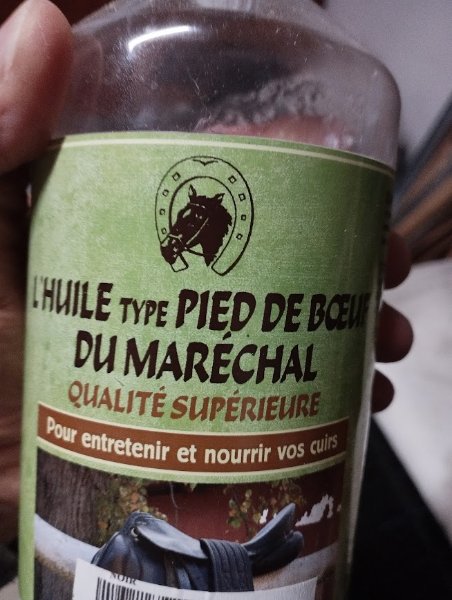 L'HUILE TYPE PIED DE BŒUF
DU MARÉCHAL
QUALITÉ SUPÉRIEURE
Pour entretenir et nourrir vos cuirs
NOIR